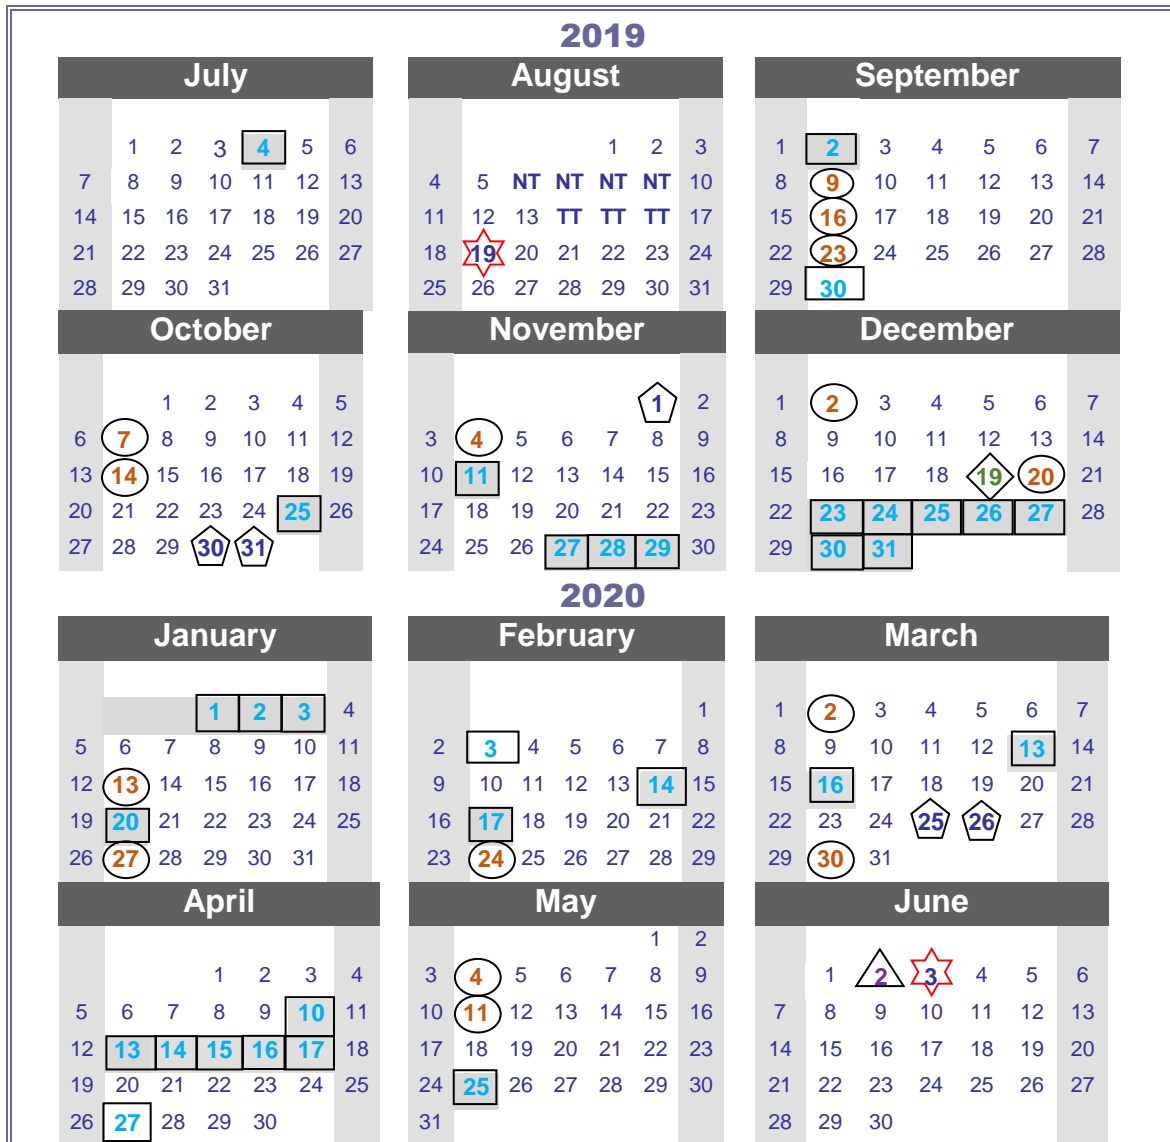 2019
July August September
1 2 3 4 5 6 1 2 3 1 2 3 4 5 6 7
7 8 9 10 11 12 13 4 5 NT NT NT NT 10 8 9 10 11 12 13 14
14 15 16 17 18 19 20 11 12 13 TT TT TT 17 15 16 17 18 19 20 21
21 22 23 24 25 26 27 18 19 20 21 22 23 24 22 23 24 25 26 27 28
28 29 30 31 25 26 27 28 29 30 31 29 30
October November December
1 2 3 4 5 1 2 1 2 3 4 5 6 7
6 7 8 9 10 11 12 3 4 5 6 7 8 9 8 9 10 11 12 13 14
13 14 15 16 17 18 19 10 11 12 13 14 15 16 15 16 17 18 19 20 21
20 21 22 23 24 25 26 17 18 19 20 21 22 23 22 23 24 25 26 27 28
27 28 29 30 31 24 25 26 27 28 29 30 29 30 31
2020
January February March
1 2 3 4 1 1 2 3 4 5 6 7
5 6 7 8 9 10 11 2 3 4 5 6 7 8 8 9 10 11 12 13 14
12 13 14 15 16 17 18 9 10 11 12 13 14 15 15 16 17 18 19 20 21
19 20 21 22 23 24 25 16 17 18 19 20 21 22 22 23 24 25 26 27 28
26 27 28 29 30 31 23 24 25 26 27 28 29 29 30 31
April May June
1 2
1 2 3 4 3 4 5 6 7 8 9 1 2 3 4 5 6
5 6 7 8 9 10 11 10 11 12 13 14 15 16 7 8 9 10 11 12 13
12 13 14 15 16 17 18 17 18 19 20 21 22 23 14 15 16 17 18 19 20
19 20 21 22 23 24 25 24 25 26 27 28 29 30 21 22 23 24 25 26 27
26 27 28 29 30 31 28 29 30